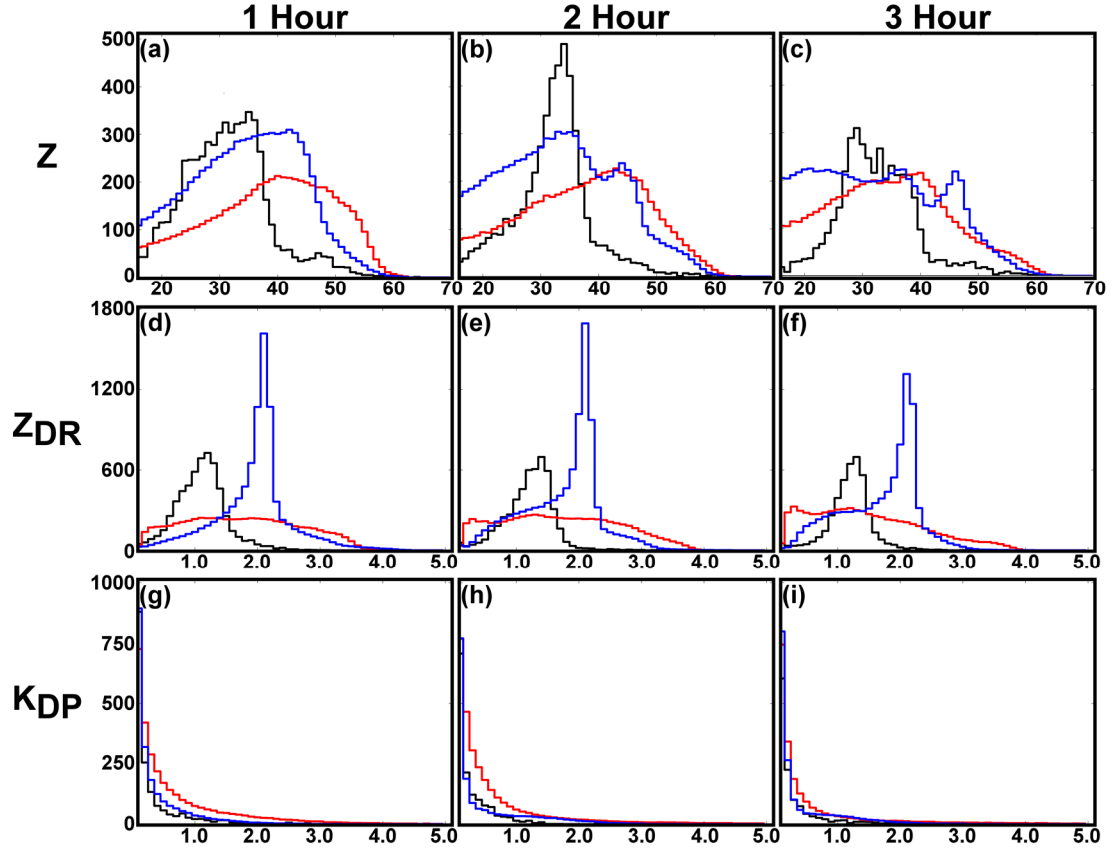 1 Hour 2 Hour 3 Hour
500 (a) (b) (c)
400
300
Z
200
100
0
20 30 40 50 60 70 20 30 40 50 60 70 20 30 40 50 60 70
1800 (d) (e) (f)
1200
ZDR
600
0
1.0 2.0 3.0 4.0 5.0 1.0 2.0 3.0 4.0 5.0 1.0 2.0 3.0 4.0 5.0
1000 (g) (h) (i)
750
KDP
500
250
0
1.0 2.0 3.0 4.0 5.0 1.0 2.0 3.0 4.0 5.0 1.0 2.0 3.0 4.0 5.0